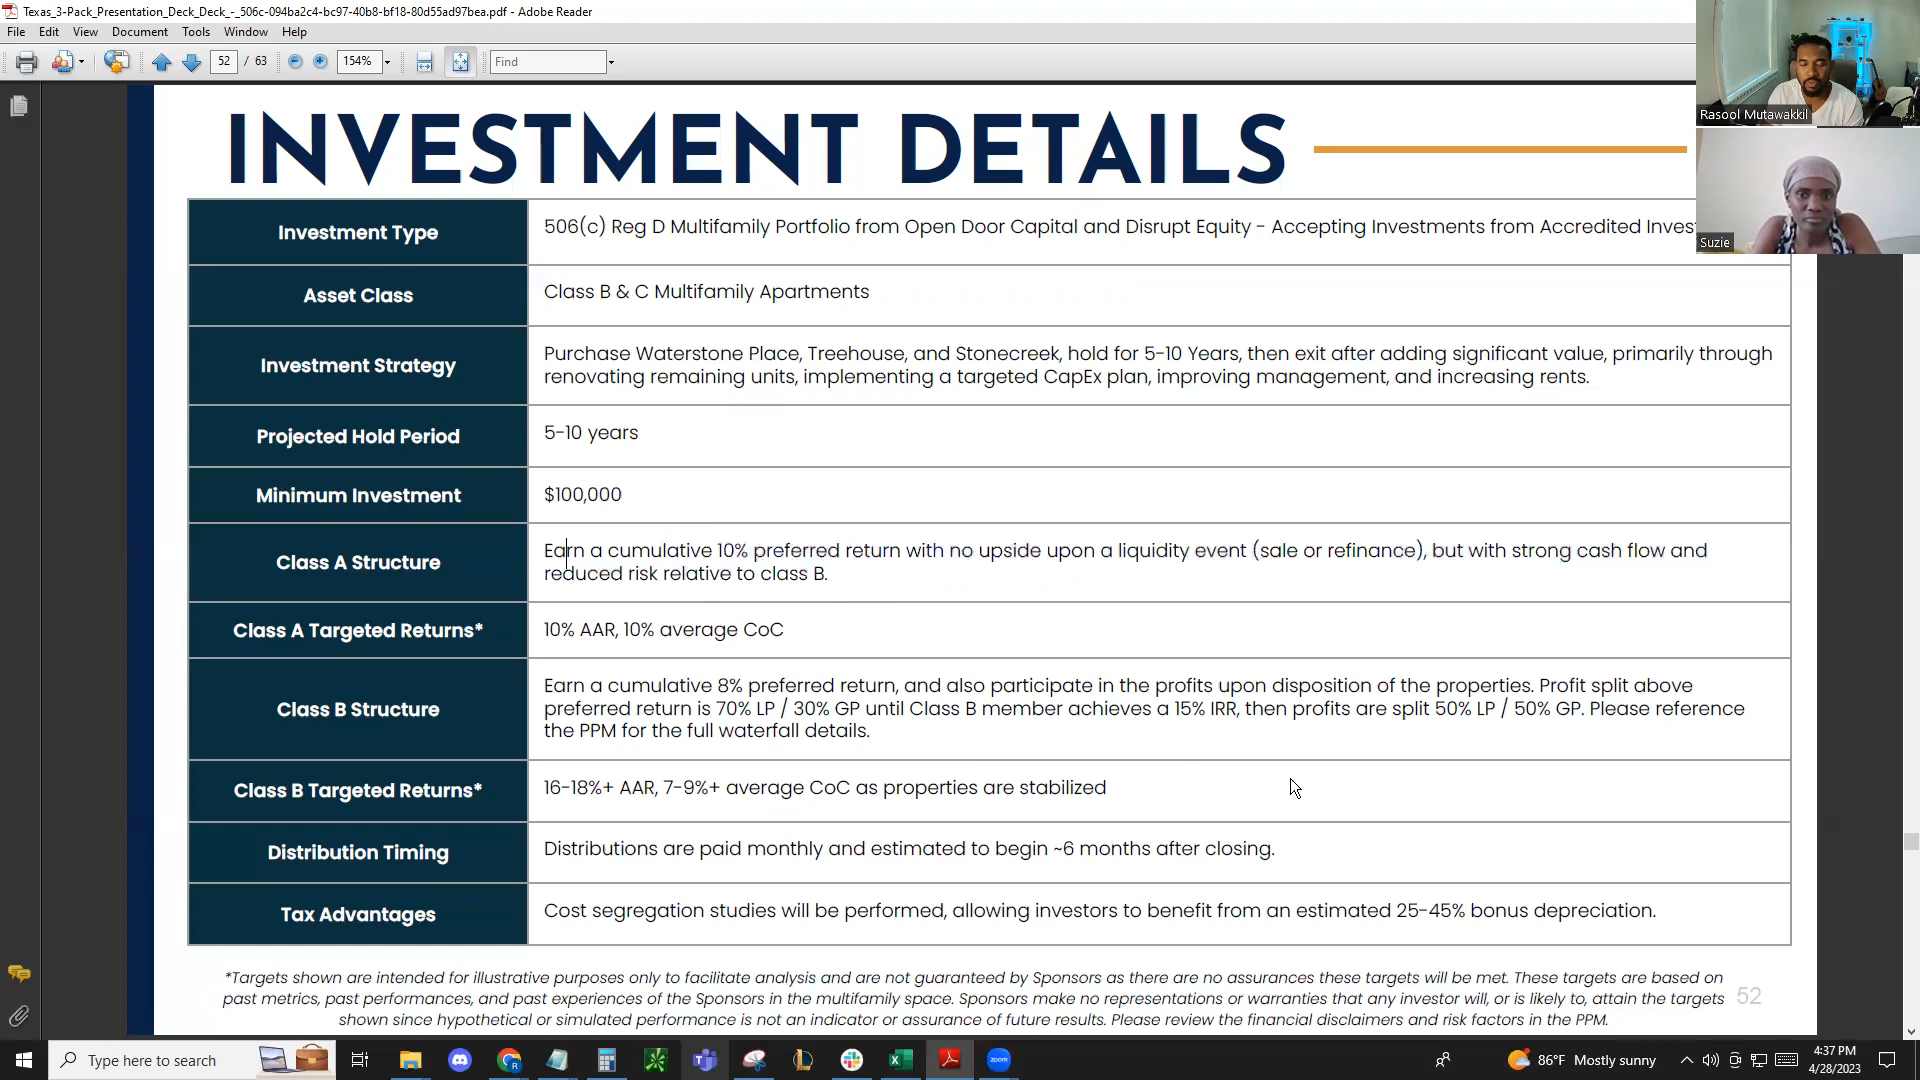 Texas_3-Pack_Presentation_Deck_Deck_-_506c-094ba2c4-bc97-40b8-bf18-80d55ad97bea.pdf - Adobe Reader
File Edit View Document Tools Window Help
52 / 63 154% Find
Rasool Mutawakkil
Suzie
INVESTMENT DETAILS
Investment Type
506(c) Reg D Multifamily Portfolio from Open Door Capital and Disrupt Equity - Accepting Investments from Accredited Inves
Asset Class
Class B & C Multifamily Apartments
Investment Strategy
Purchase Waterstone Place, Treehouse, and Stonecreek, hold for 5-10 Years, then exit after adding significant value, primarily through
renovating remaining units, implementing a targeted CapEx plan, improving management, and increasing rents.
Projected Hold Period
5-10 years
Minimum Investment
$100,000
Class A Structure
Earn a cumulative 10% preferred return with no upside upon a liquidity event (sale or refinance), but with strong cash flow and
reduced risk relative to class B.
Class A Targeted Returns*
10% AAR, 10% average CoC
Class B Structure
Earn a cumulative 8% preferred return, and also participate in the profits upon disposition of the properties. Profit split above
preferred return is 70% LP / 30% GP until Class B member achieves a 15% IRR, then profits are split 50% LP / 50% GP. Please reference
the PPM for the full waterfall details.
Class B Targeted Returns*
16-18%+ AAR, 7-9%+ average CoC as properties are stabilized
Distribution Timing
Distributions are paid monthly and estimated to begin ~6 months after closing.
Tax Advantages
Cost segregation studies will be performed, allowing investors to benefit from an estimated 25-45% bonus depreciation.
*Targets shown are intended for illustrative purposes only to facilitate analysis and are not guaranteed by Sponsors as there are no assurances these targets will be met. These targets are based on
past metrics, past performances, and past experiences of the Sponsors in the multifamily space. Sponsors make no representations or warranties that any investor will, or is likely to, attain the targets
shown since hypothetical or simulated performance is not an indicator or assurance of future results. Please review the financial disclaimers and risk factors in the PPM.
52
Type here to search
86°F Mostly sunny
4:37 PM
4/28/2023